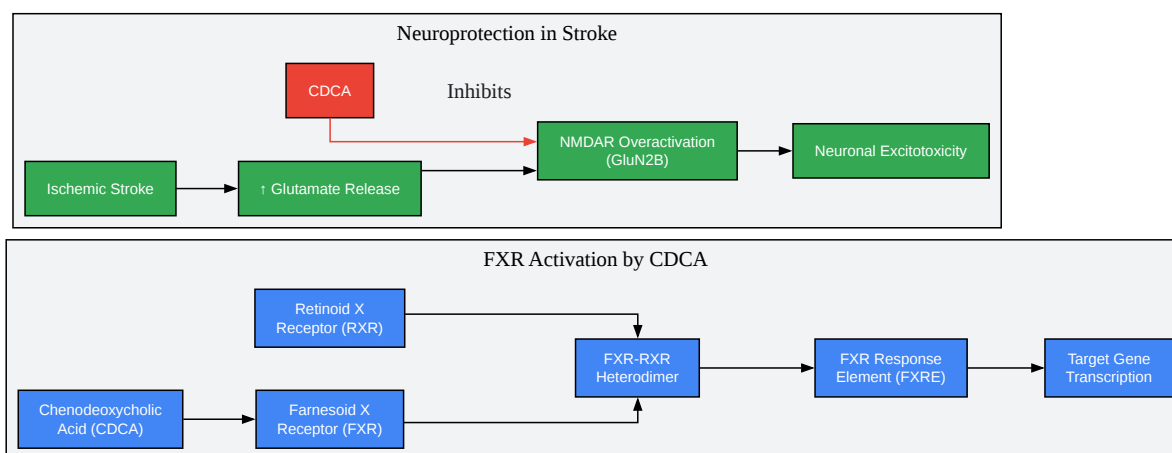 Neuroprotection in Stroke
CDCA
Inhibits
NMDAR Overactivation
(GluN2B)
Neuronal Excitotoxicity
Ischemic Stroke
↑ Glutamate Release
FXR Activation by CDCA
Retinoid X
Receptor (RXR)
FXR-RXR
Heterodimer
FXR Response
Element (FXRE)
Target Gene
Transcription
Chenodeoxycholic
Acid (CDCA)
Farnesoid X
Receptor (FXR)